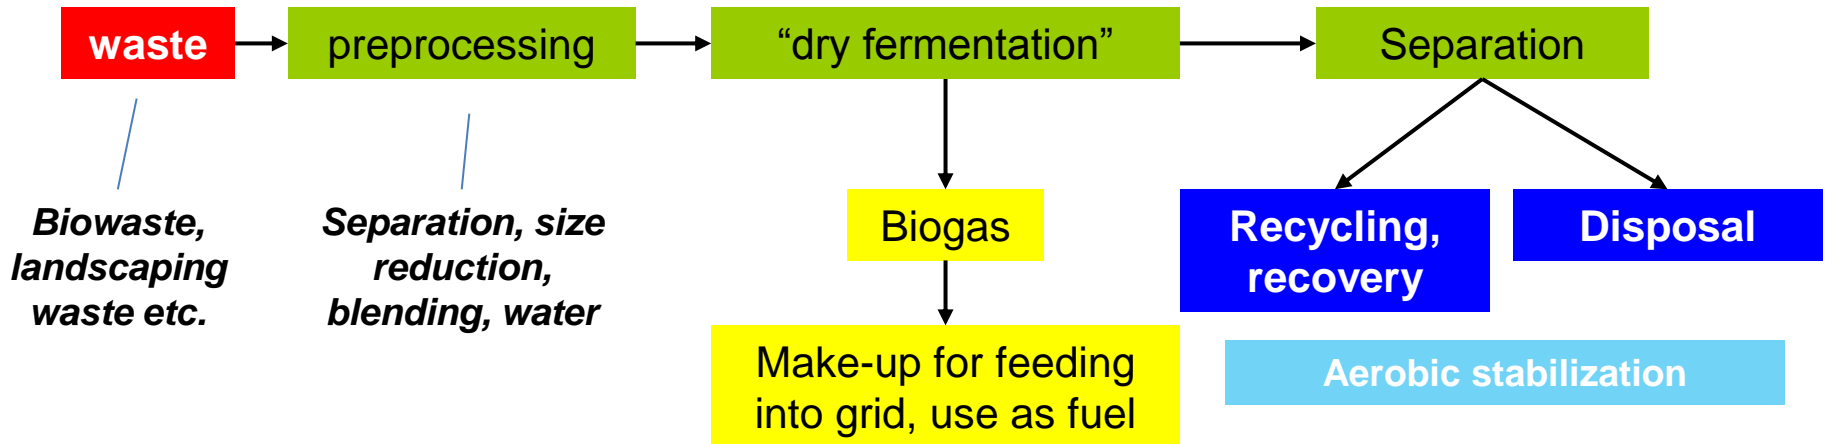 waste
preprocessing
“dry fermentation”
Separation
Biowaste,
landscaping
waste etc.
Separation, size
reduction,
blending, water
Biogas
Recycling,
recovery
Disposal
Make-up for feeding
into grid, use as fuel
Aerobic stabilization